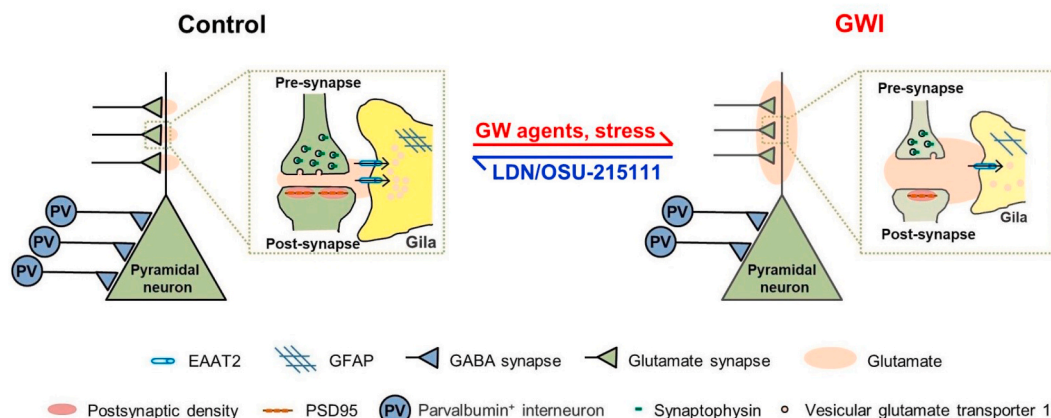 Control
GWI
Pre-synapse
Post-synapse
Gila
PV
PV
PV
Pyramidal
neuron
GW agents, stress
LDN/OSU-215111
Pre-synapse
Post-synapse
Gila
PV
PV
Pyramidal
neuron
EAAT2
GFAP
GABA synapse
Glutamate synapse
Glutamate
Postsynaptic density
PSD95
PV
Parvalbumin⁺ interneuron
Synaptophysin
Vesicular glutamate transporter 1